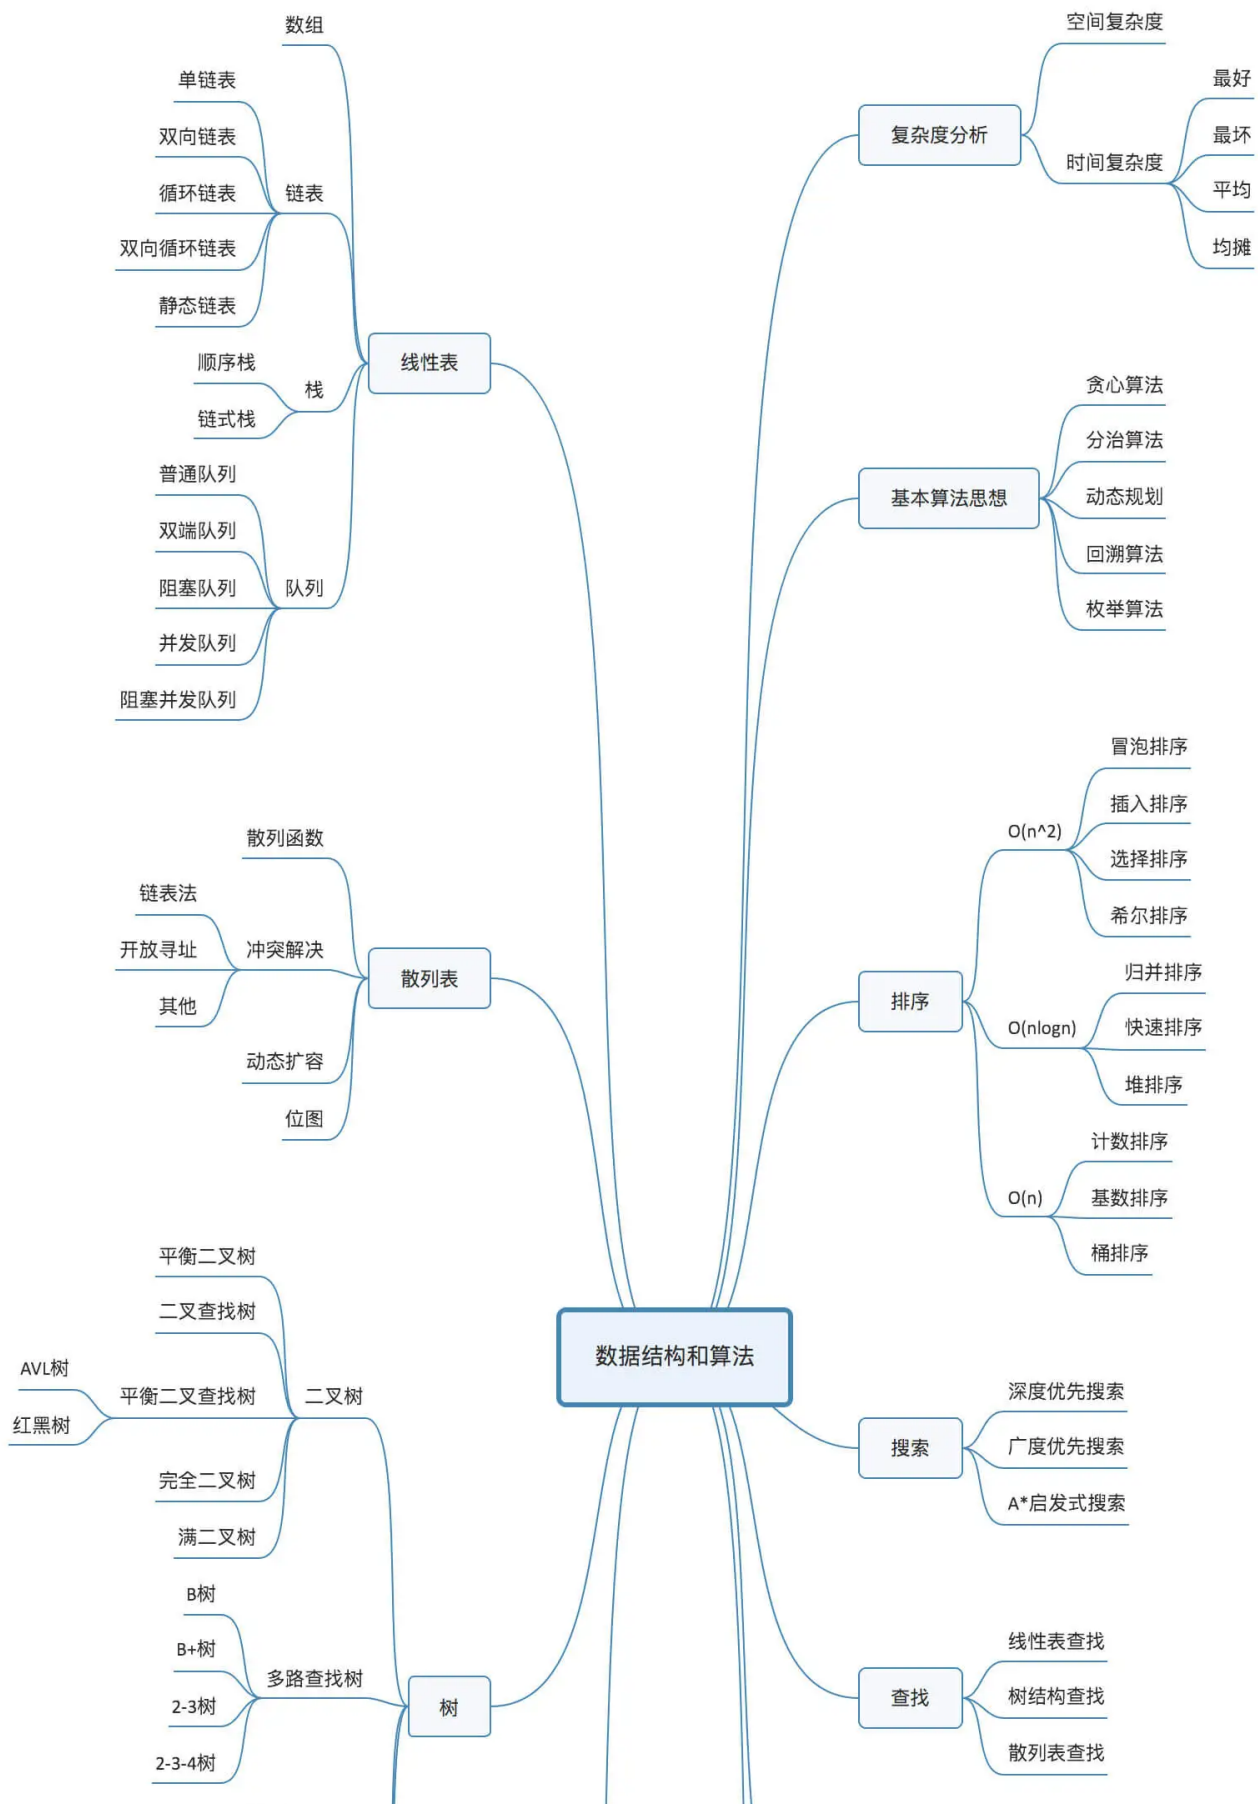 数据结构和算法
线性表
数组
链表
单链表
双向链表
循环链表
双向循环链表
静态链表
栈
顺序栈
链式栈
队列
普通队列
双端队列
阻塞队列
并发队列
阻塞并发队列
散列表
散列函数
冲突解决
链表法
开放寻址
其他
动态扩容
位图
树
二叉树
平衡二叉树
二叉查找树
平衡二叉查找树
AVL树
红黑树
完全二叉树
满二叉树
多路查找树
B树
B+树
2-3树
2-3-4树
复杂度分析
空间复杂度
时间复杂度
最好
最坏
平均
均摊
基本算法思想
贪心算法
分治算法
动态规划
回溯算法
枚举算法
排序
O(n^2)
冒泡排序
插入排序
选择排序
希尔排序
O(nlogn)
归并排序
快速排序
堆排序
O(n)
计数排序
基数排序
桶排序
搜索
深度优先搜索
广度优先搜索
A*启发式搜索
查找
线性表查找
树结构查找
散列表查找